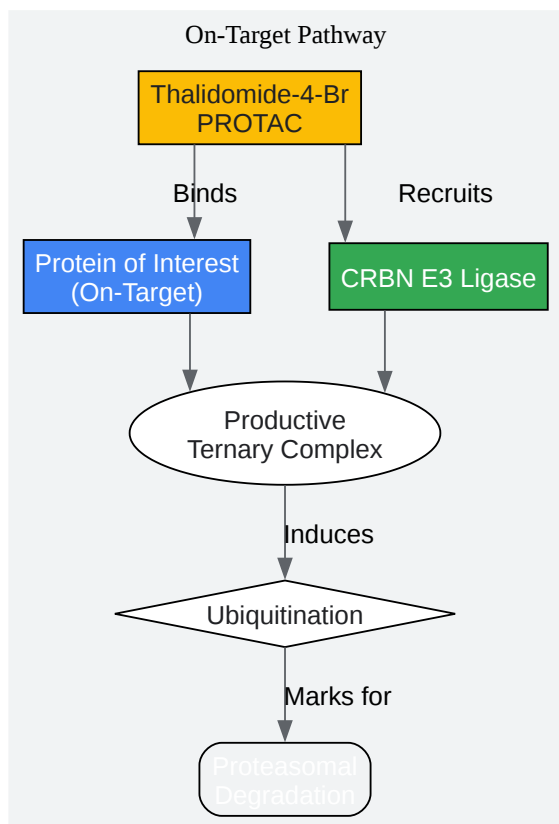 On-Target Pathway
Thalidomide-4-Br
PROTAC
Binds
Recruits
Protein of Interest
(On-Target)
CRBN E3 Ligase
Productive
Ternary Complex
Induces
Ubiquitination
Marks for
Proteasomal
Degradation